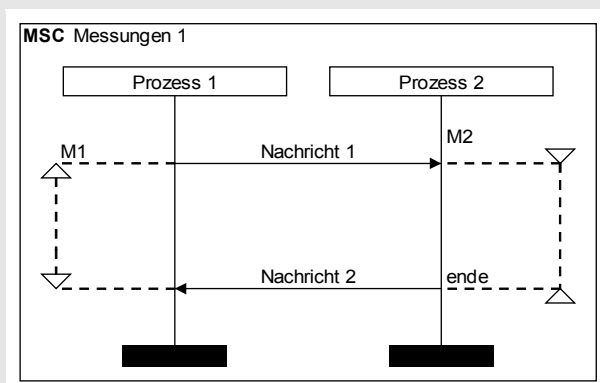 MSC Messungen 1
Prozess 1
Prozess 2
M1
Nachricht 1
M2
Nachricht 2
ende